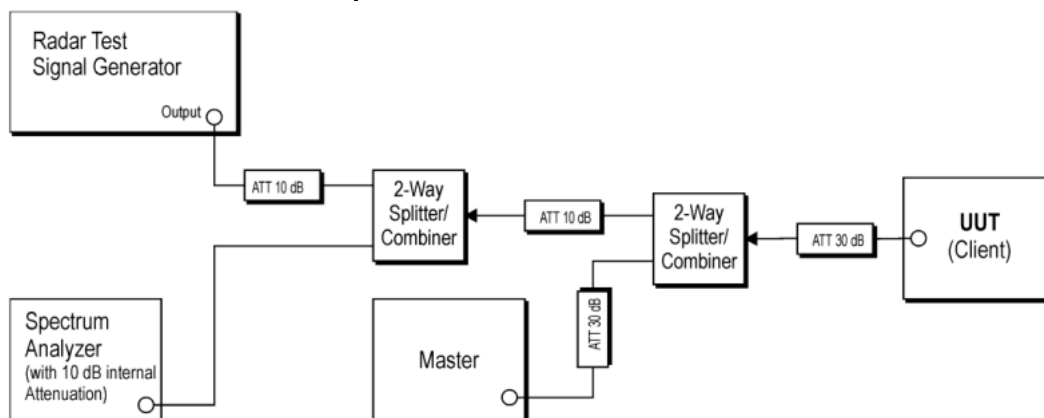 Radar Test
Signal Generator
Output
ATT 10 dB
2-Way
Splitter/
Combiner
ATT 10 dB
2-Way
Splitter/
Combiner
ATT 30 dB
UUT
(Client)
Spectrum
Analyzer
(with 10 dB internal
Attenuation)
Master
ATT 30 dB